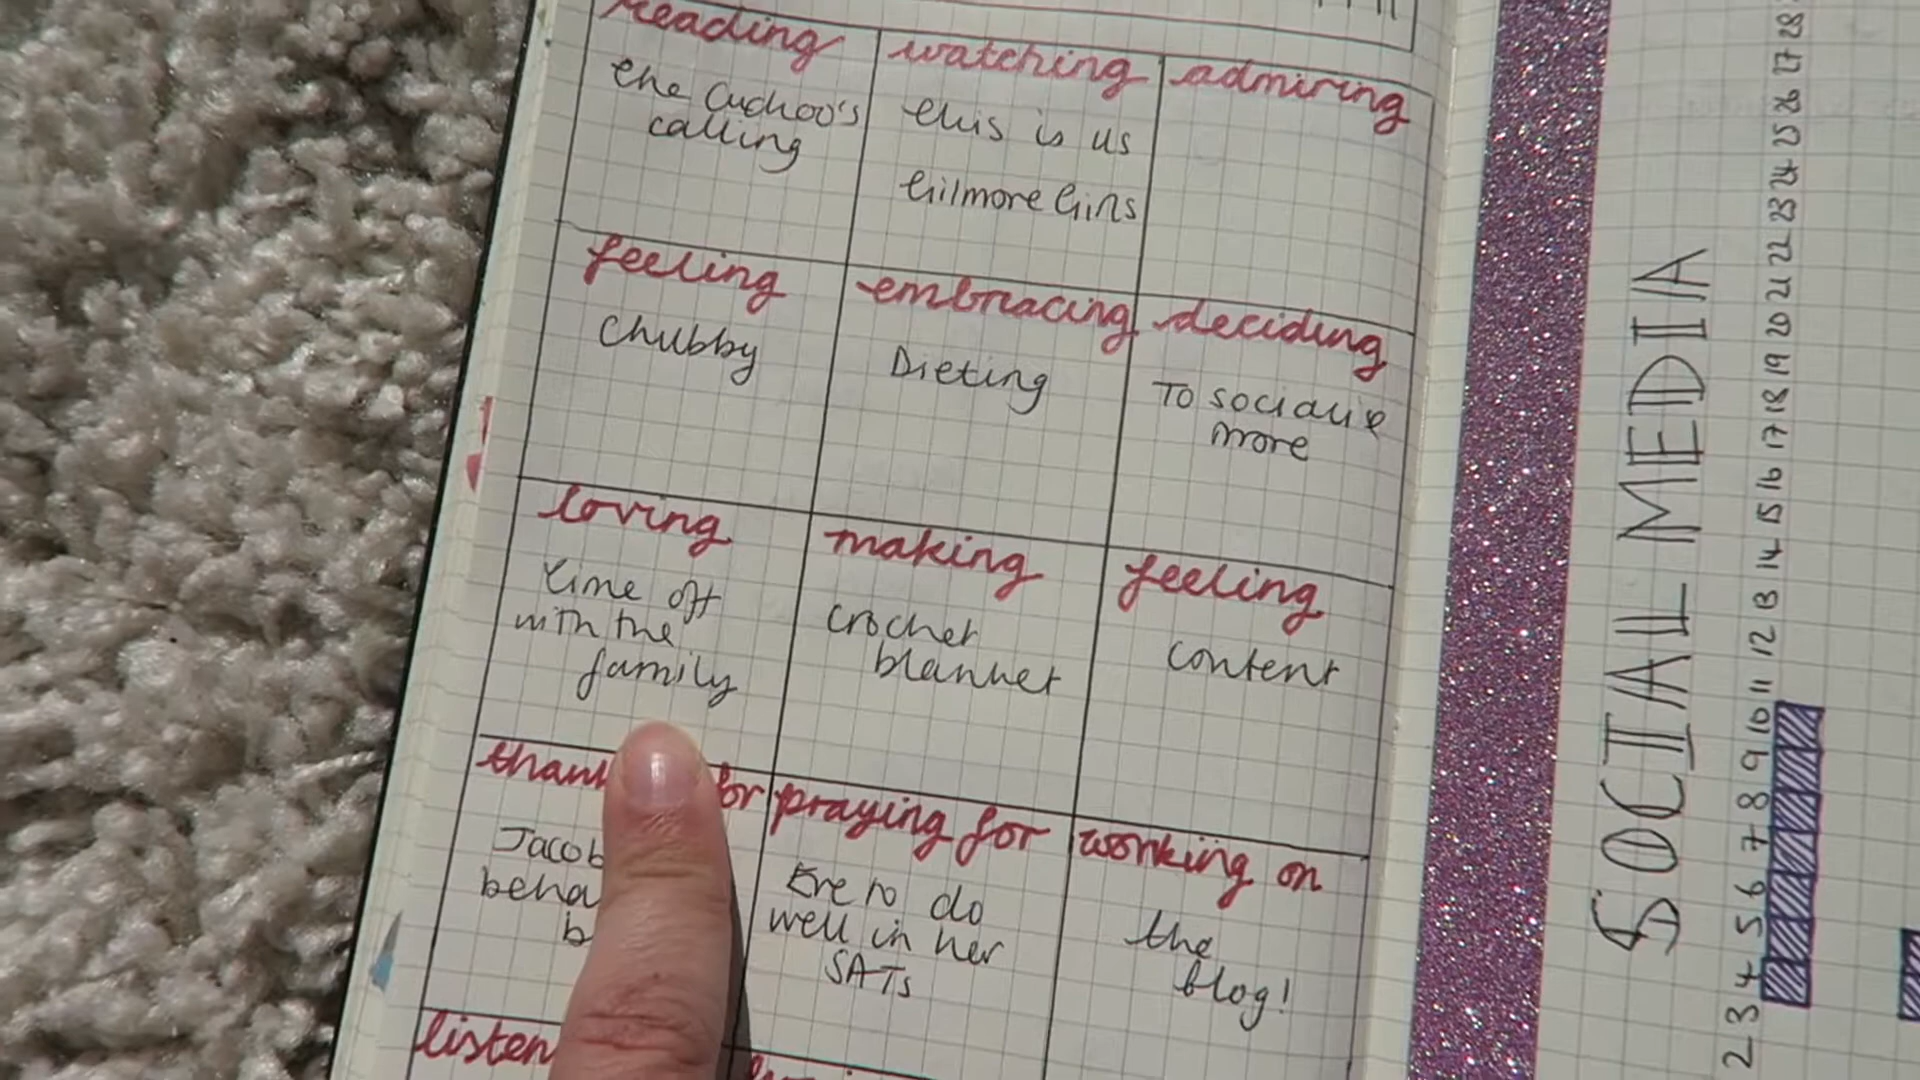 reading
the Cuckoo's
calling
watching
this is us
Gilmore Girls
admiring
feeling
Chubby
embracing
Dieting
deciding
To socialise
more
loving
time off
with the
family
making
crochet
blanket
feeling
content
praying for
Eve to do
well in her
SATs
working on
the
blog!
Jacob
SOCIAL MEDIA
2 3 4 5 6 7 8 9 10 11 12 13 14 15 16 17 18 19 20 21 22 23 24 25 26 27 28